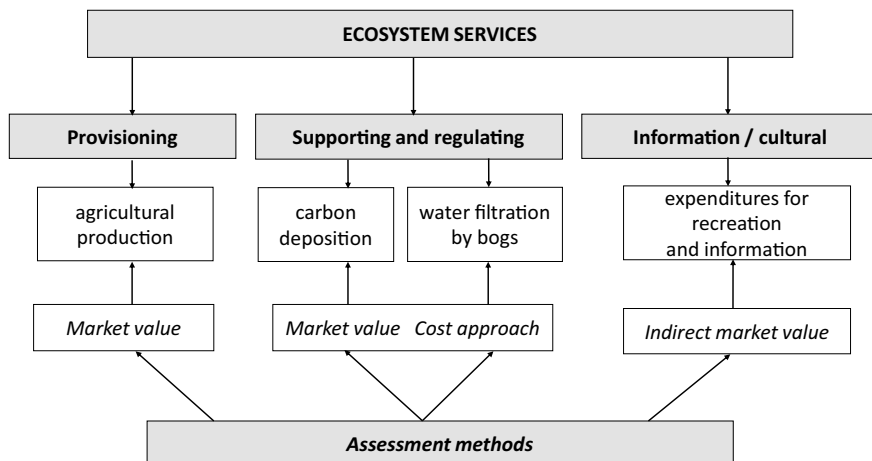 ECOSYSTEM SERVICES
Provisioning
Supporting and regulating
Information / cultural
agricultural
production
carbon
deposition
water filtration
by bogs
expenditures for
recreation
and information
Market value
Market value
Cost approach
Indirect market value
Assessment methods